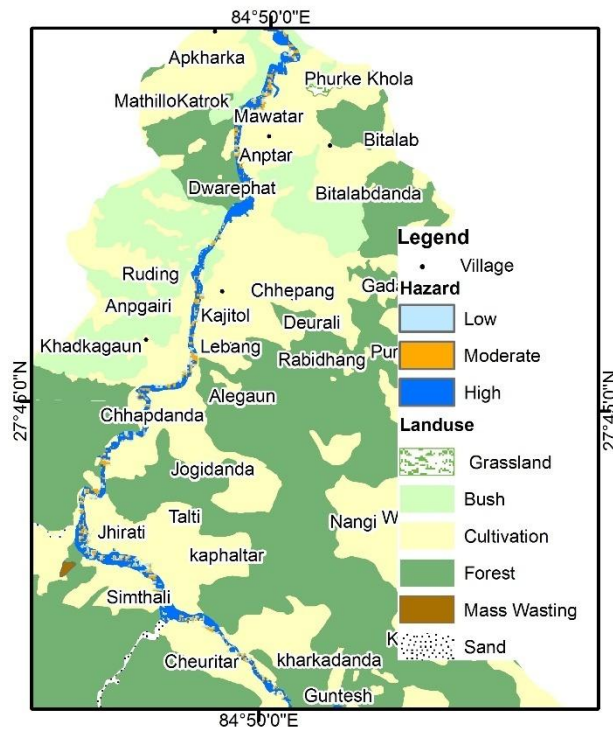 84°50'0"E
Apkharka
Phurke Khola
MathilloKatrok
Mawatar
Bitalab
Anptar
Dwarephat
Bitalabdanda
Legend
Village
Ruding
Hazard
Gada
Chhepang
Anpgairi
Low
Kajitol
Deurali
Khadkagaun
Lebang
Moderate
Rabidhang
Pur
High
Alegaun
27°45'0"N
27°45'0"N
Chhapdanda
Landuse
Jogidanda
Grassland
Bush
Talti
Nangi W
Jhirati
Cultivation
kaphaltar
Forest
Simthali
Mass Wasting
K
Sand
Cheuritar
kharkadanda
Guntesh
84°50'0"E